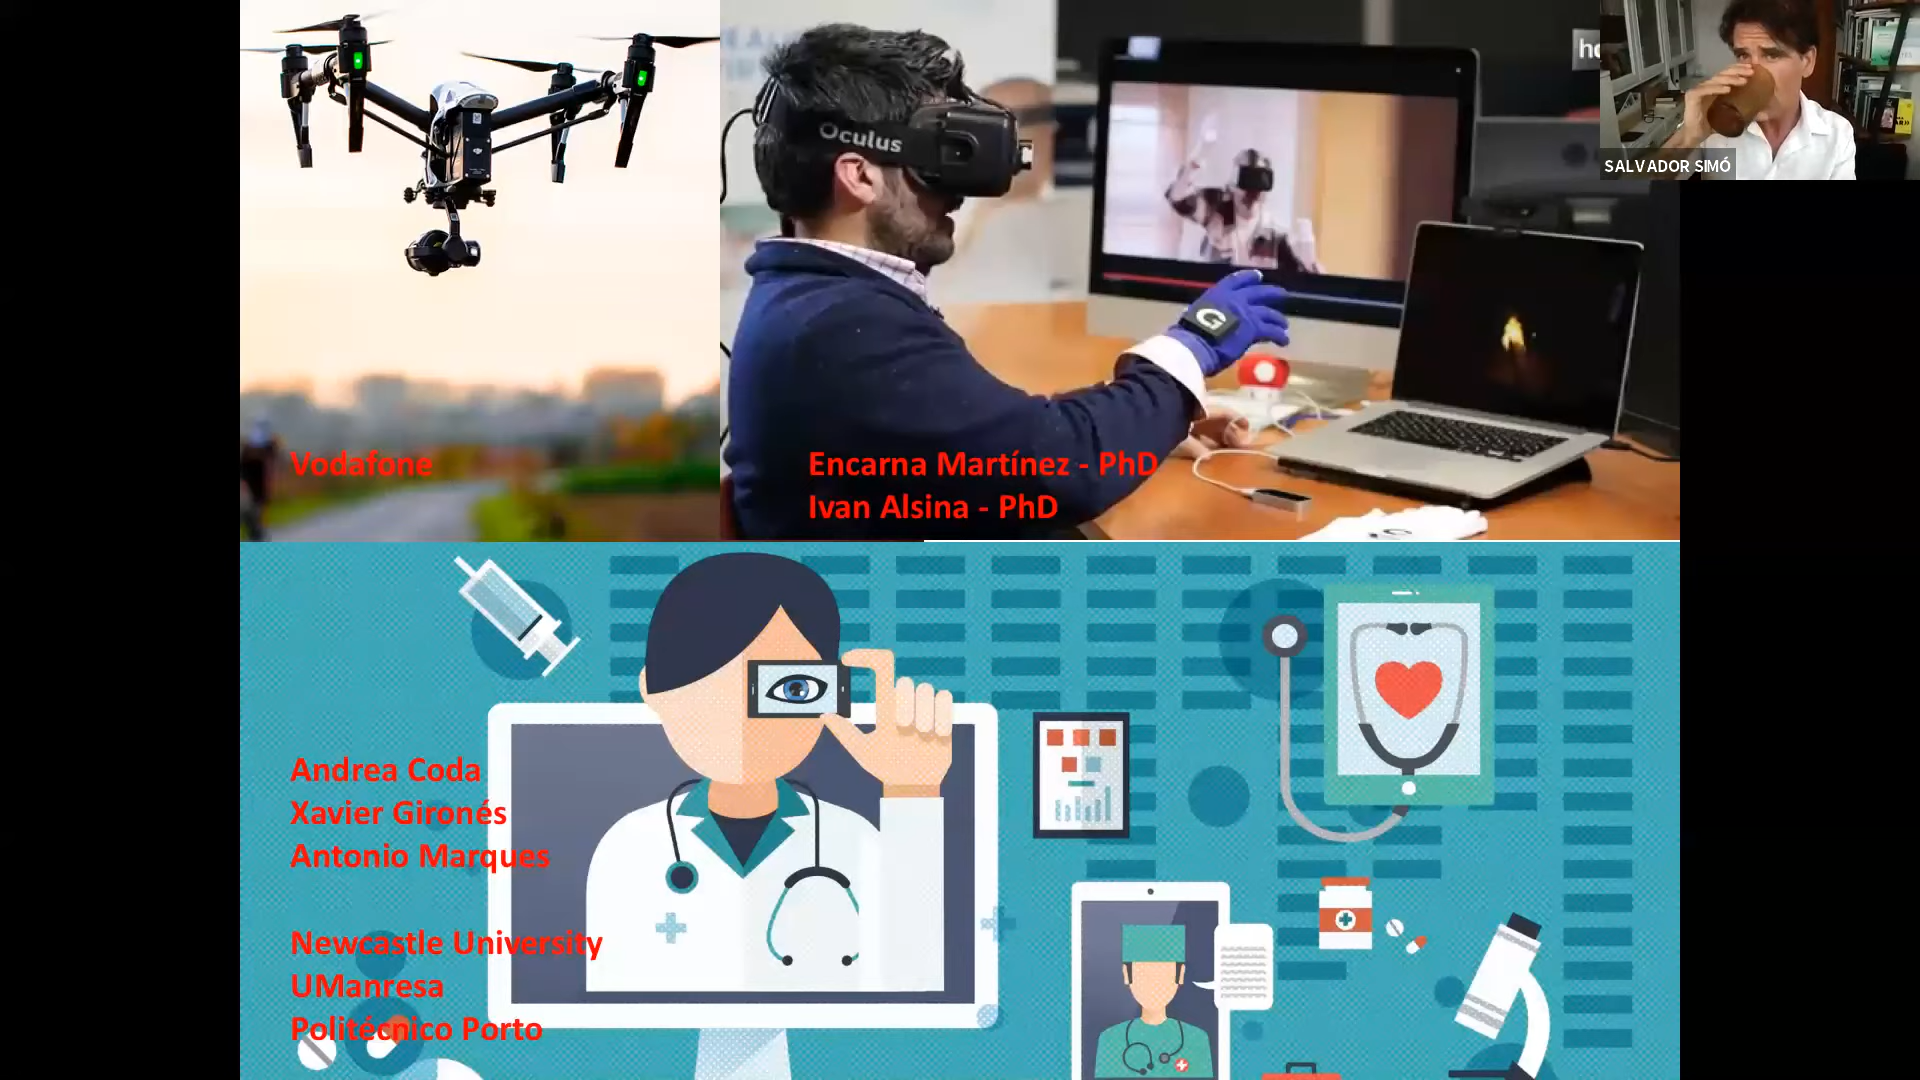 Oculus
G
SALVADOR SIMÓ
Vodafone
Encarna Martínez - PhD
Ivan Alsina - PhD
Andrea Coda
Xavier Gironés
Antonio Marques
Newcastle University
UManresa
Politécnico Porto